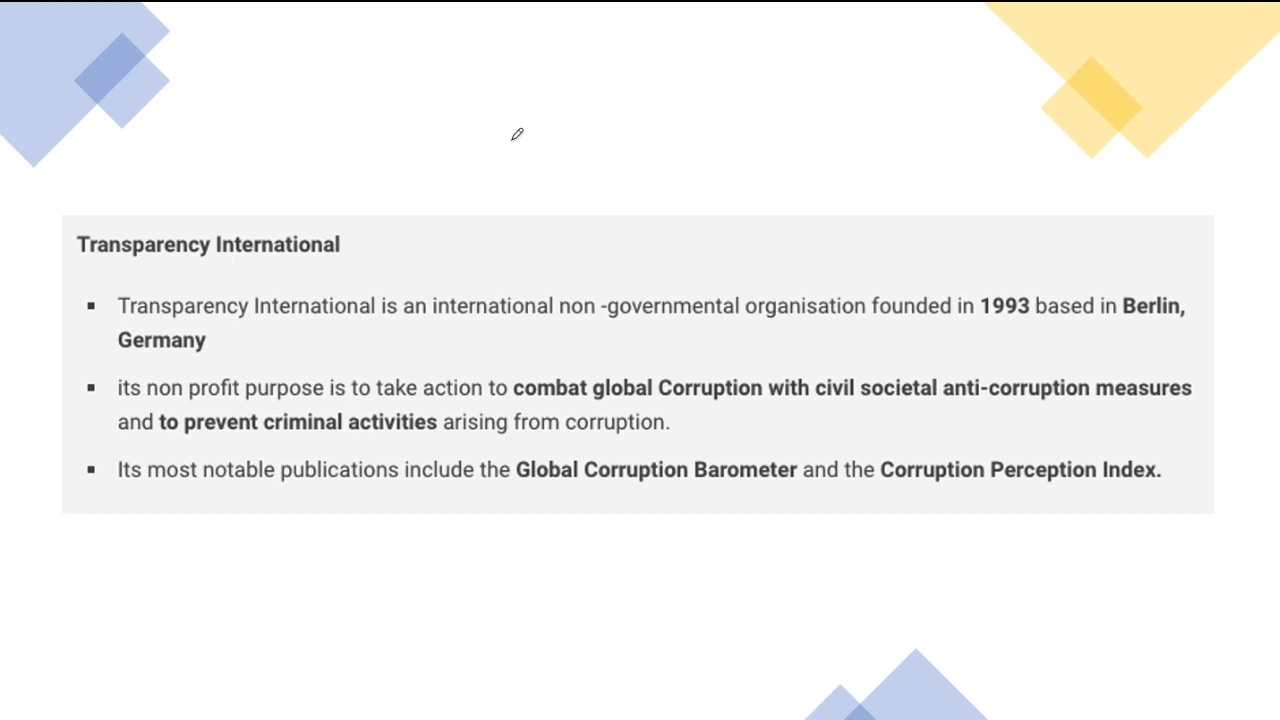 Transparency International
▪ Transparency International is an international non -governmental organisation founded in 1993 based in Berlin,
Germany
▪ its non profit purpose is to take action to combat global Corruption with civil societal anti-corruption measures
and to prevent criminal activities arising from corruption.
▪ Its most notable publications include the Global Corruption Barometer and the Corruption Perception Index.